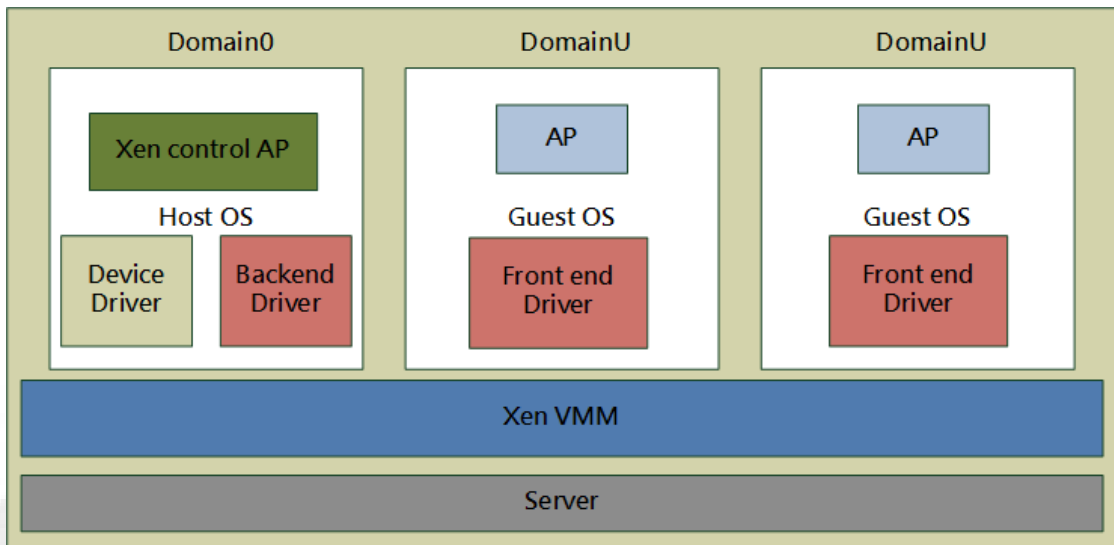 Domain0
DomainU
DomainU
Xen control AP
AP
AP
Host OS
Guest OS
Guest OS
Device
Driver
Backend
Driver
Front end
Driver
Front end
Driver
Xen VMM
Server